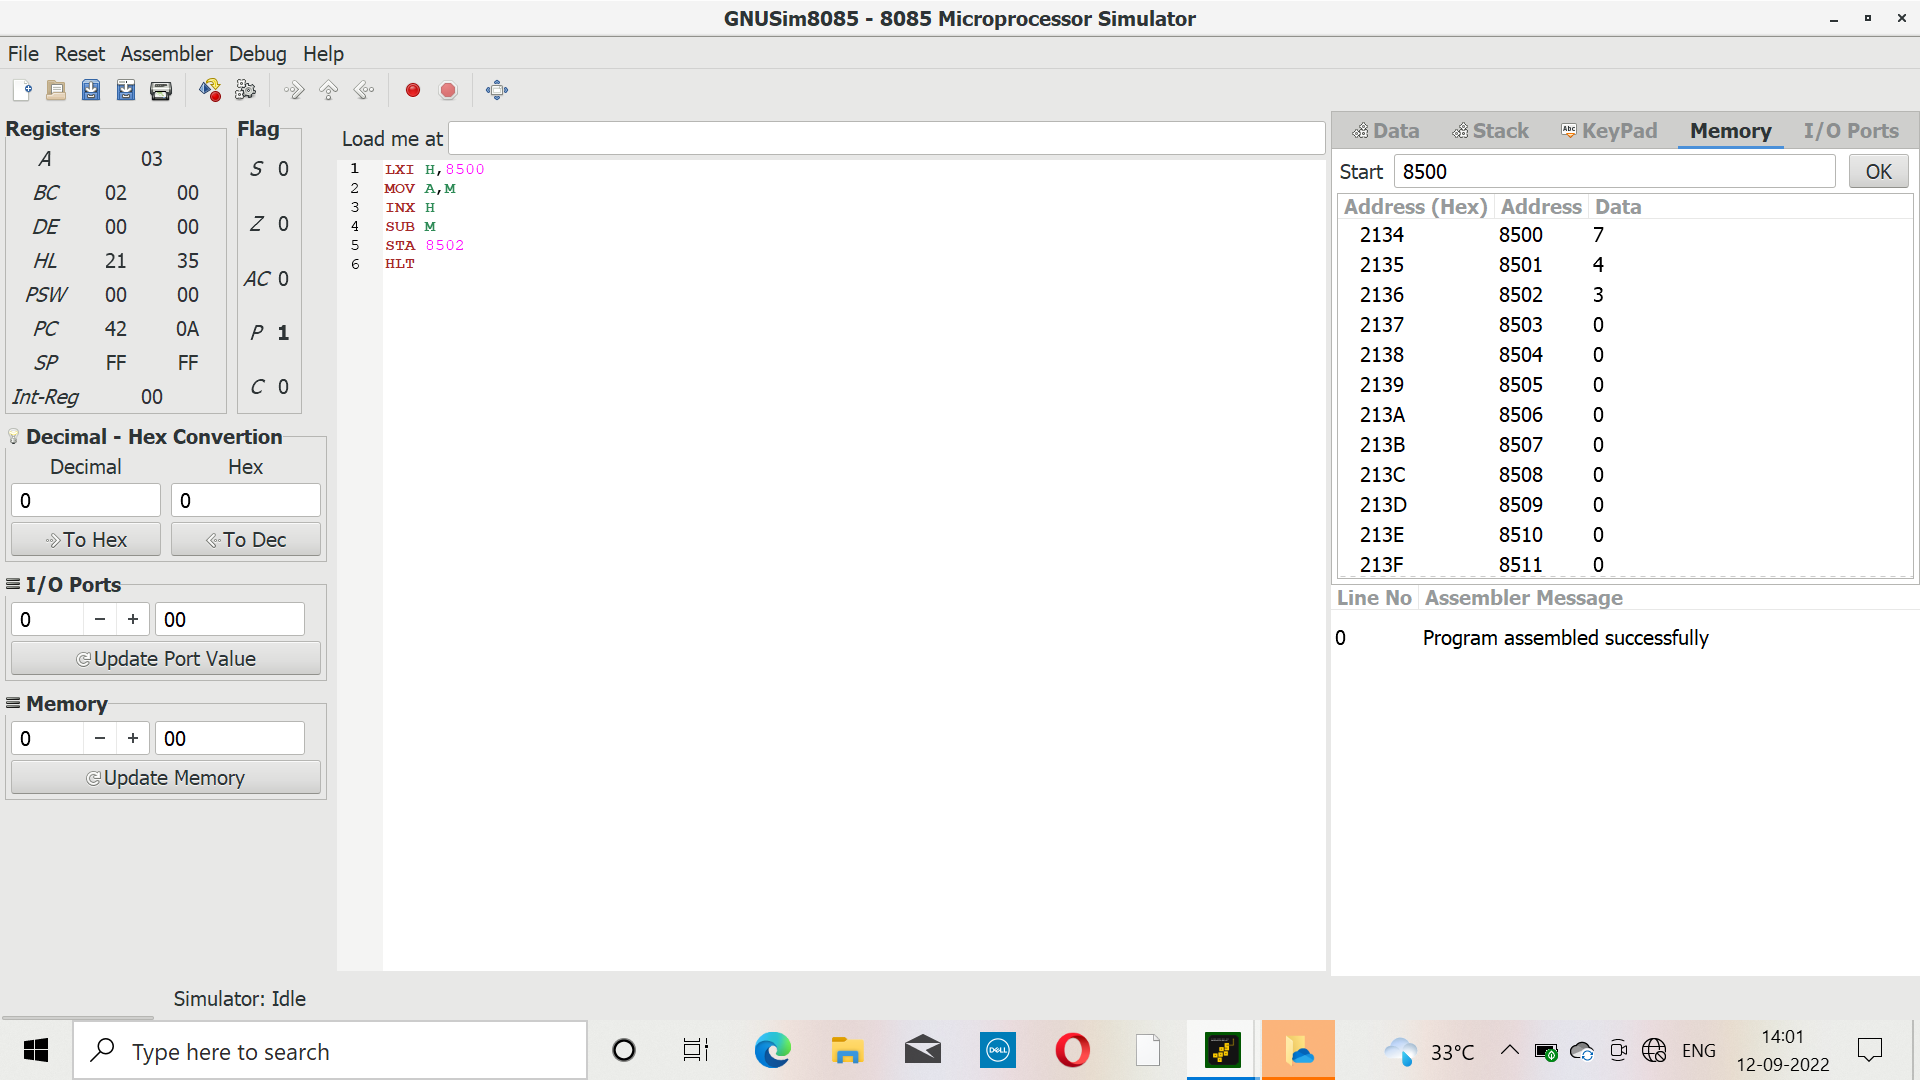 GNUSim8085 - 8085 Microprocessor Simulator
File Reset Assembler Debug Help
Registers
A 03
BC 02 00
DE 00 00
HL 21 35
PSW 00 00
PC 42 0A
SP FF FF
Int-Reg 00
Flag
S 0
Z 0
AC 0
P 1
C 0
Decimal - Hex Convertion
Decimal Hex
0 0
To Hex To Dec
I/O Ports
0 − + 00
Update Port Value
Memory
0 − + 00
Update Memory
Load me at
1 LXI H,8500
2 MOV A,M
3 INX H
4 SUB M
5 STA 8502
6 HLT
Data Stack Abc KeyPad Memory I/O Ports
Start 8500 OK
Address (Hex) Address Data
2134 8500 7
2135 8501 4
2136 8502 3
2137 8503 0
2138 8504 0
2139 8505 0
213A 8506 0
213B 8507 0
213C 8508 0
213D 8509 0
213E 8510 0
213F 8511 0
Line No Assembler Message
0 Program assembled successfully
Simulator: Idle
Type here to search
DELL
33°C
ENG
14:01
12-09-2022